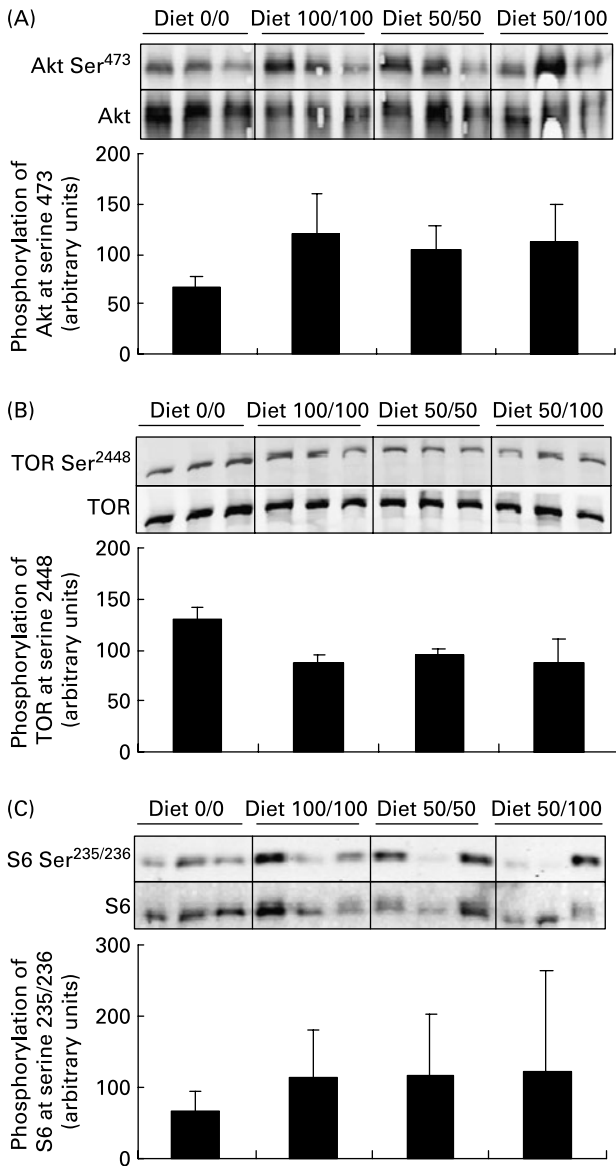 (A)
Diet 0/0 Diet 100/100 Diet 50/50 Diet 50/100
Akt Ser473
Akt
Phosphorylation of
Akt at serine 473
(arbitrary units)
200
150
100
50
0
(B)
Diet 0/0 Diet 100/100 Diet 50/50 Diet 50/100
TOR Ser2448
TOR
Phosphorylation of
TOR at serine 2448
(arbitrary units)
200
150
100
50
0
(C)
Diet 0/0 Diet 100/100 Diet 50/50 Diet 50/100
S6 Ser235/236
S6
Phosphorylation of
S6 at serine 235/236
(arbitrary units)
300
200
100
0